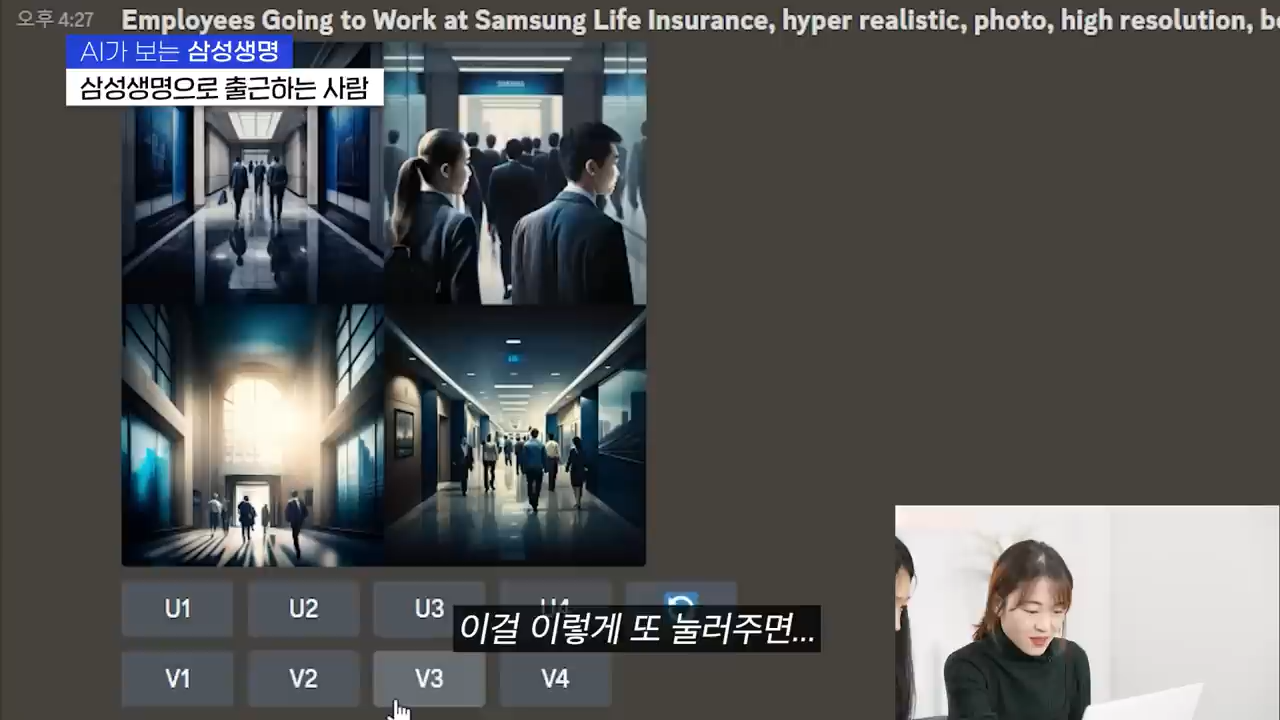 오후 4:27
Employees Going to Work at Samsung Life Insurance, hyper realistic, photo, high resolution,
AI가 보는 삼성생명
삼성생명으로 출근하는 사람
U1 U2 U3 U4
이걸 이렇게 또 눌러주면...
V1 V2 V3 V4